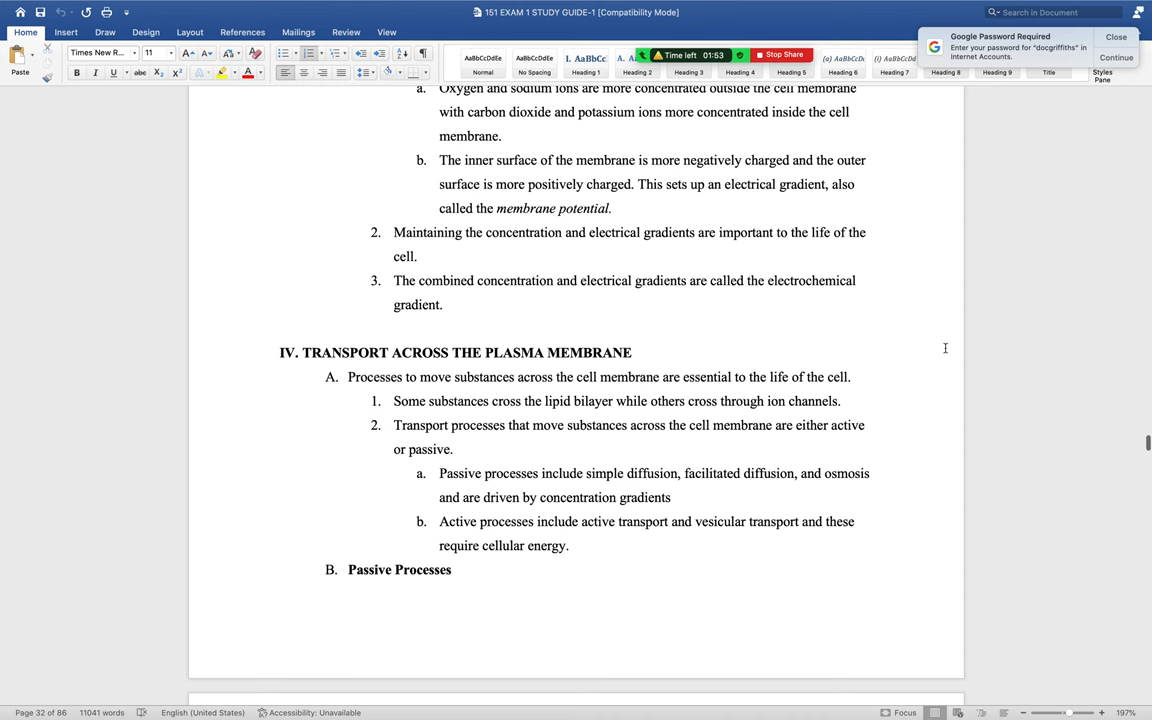 151 EXAM 1 STUDY GUIDE-1 [Compatibility Mode]
Search in Document
Home Insert Draw Design Layout References Mailings Review View
Google Password Required
Enter your password for “docgriffiths” in
Internet Accounts.
Close
Continue
Paste
Times New R... 11
AaBbCcDdEe AaBbCcDdEe I. AaBbCc
Time left 01:53 Stop Share
Normal No Spacing Heading 1 Heading 2 Heading 3 Heading 4 Heading 5 Heading 6 Heading 7 Heading 8 Heading 9 Title
Styles
Pane
a. Oxygen and sodium ions are more concentrated outside the cell membrane
with carbon dioxide and potassium ions more concentrated inside the cell
membrane.
b. The inner surface of the membrane is more negatively charged and the outer
surface is more positively charged. This sets up an electrical gradient, also
called the membrane potential.
2. Maintaining the concentration and electrical gradients are important to the life of the
cell.
3. The combined concentration and electrical gradients are called the electrochemical
gradient.
IV. TRANSPORT ACROSS THE PLASMA MEMBRANE
A. Processes to move substances across the cell membrane are essential to the life of the cell.
1. Some substances cross the lipid bilayer while others cross through ion channels.
2. Transport processes that move substances across the cell membrane are either active
or passive.
a. Passive processes include simple diffusion, facilitated diffusion, and osmosis
and are driven by concentration gradients
b. Active processes include active transport and vesicular transport and these
require cellular energy.
B. Passive Processes
Page 32 of 86 11041 words English (United States) Accessibility: Unavailable Focus 197%